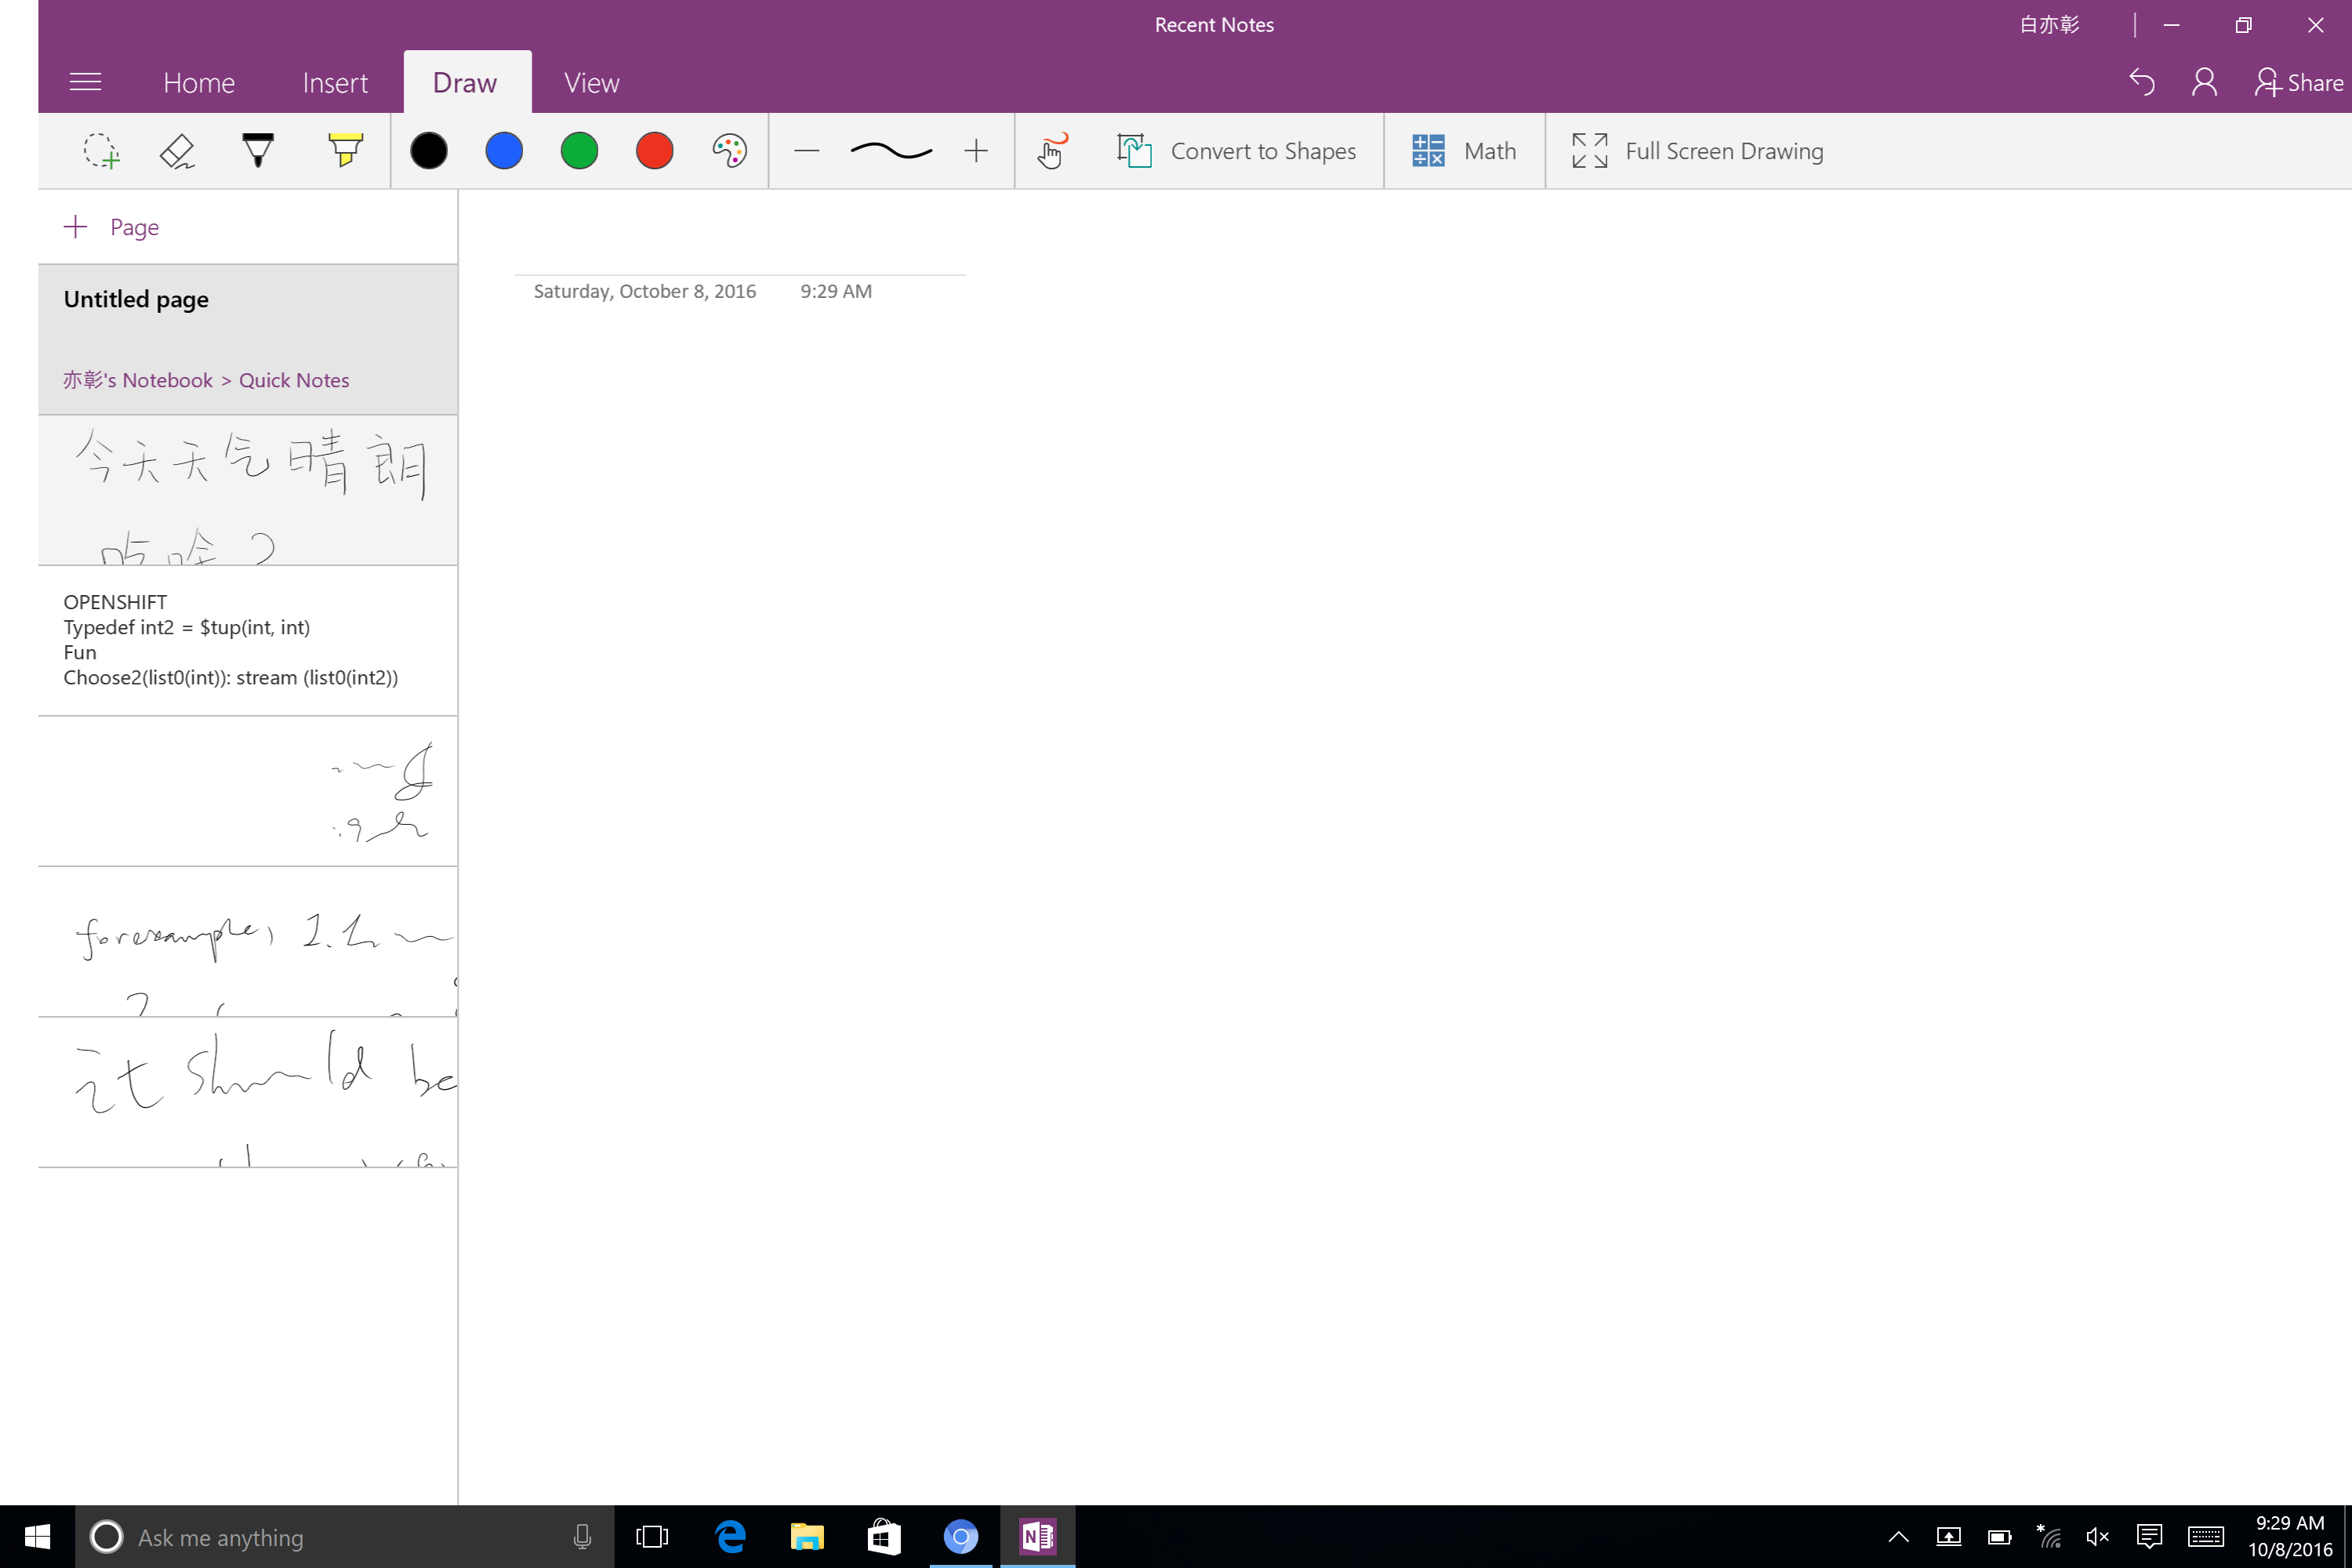 Recent Notes
白亦彰
Home Insert Draw View
Share
Convert to Shapes Math Full Screen Drawing
Page
Untitled page
亦彰's Notebook > Quick Notes
今天天气晴朗
吃啥?
OPENSHIFT
Typedef int2 = $tup(int, int)
Fun
Choose2(list0(int)): stream (list0(int2))
for example,
it should be
Saturday, October 8, 2016 9:29 AM
Ask me anything
9:29 AM
10/8/2016